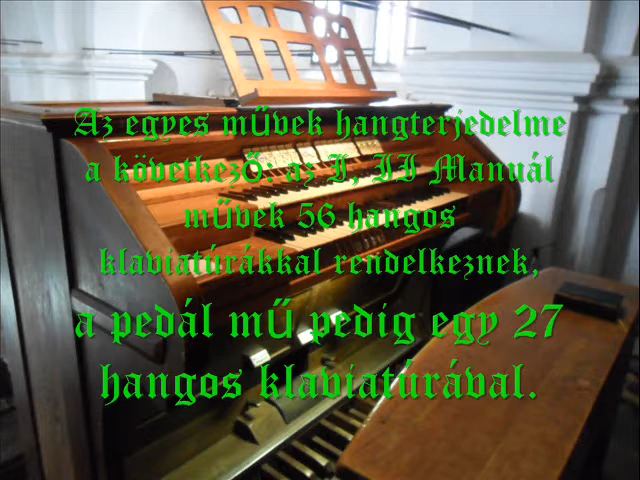 Az egyes művek hangterjedelme
a következő: az I, II Manuál
művek 56 hangos
klaviatúrákkal rendelkeznek,
a pedál mű pedig egy 27
hangos klaviatúrával.